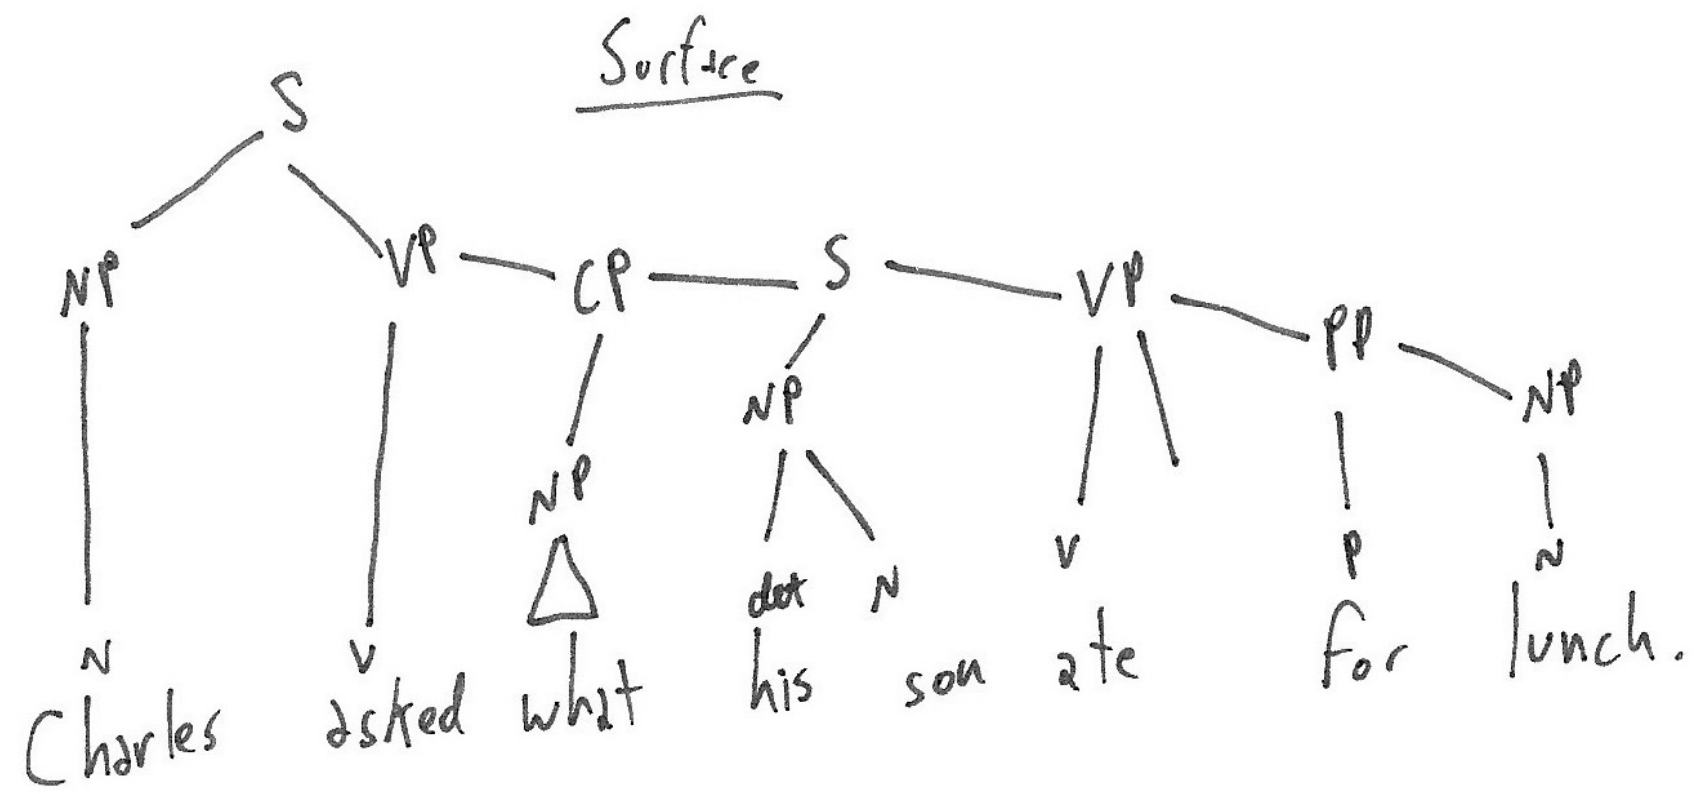 Surface
S
NP VP CP S VP PP NP
NP NP
det N V P N
N V
Charles asked what his son ate for lunch.